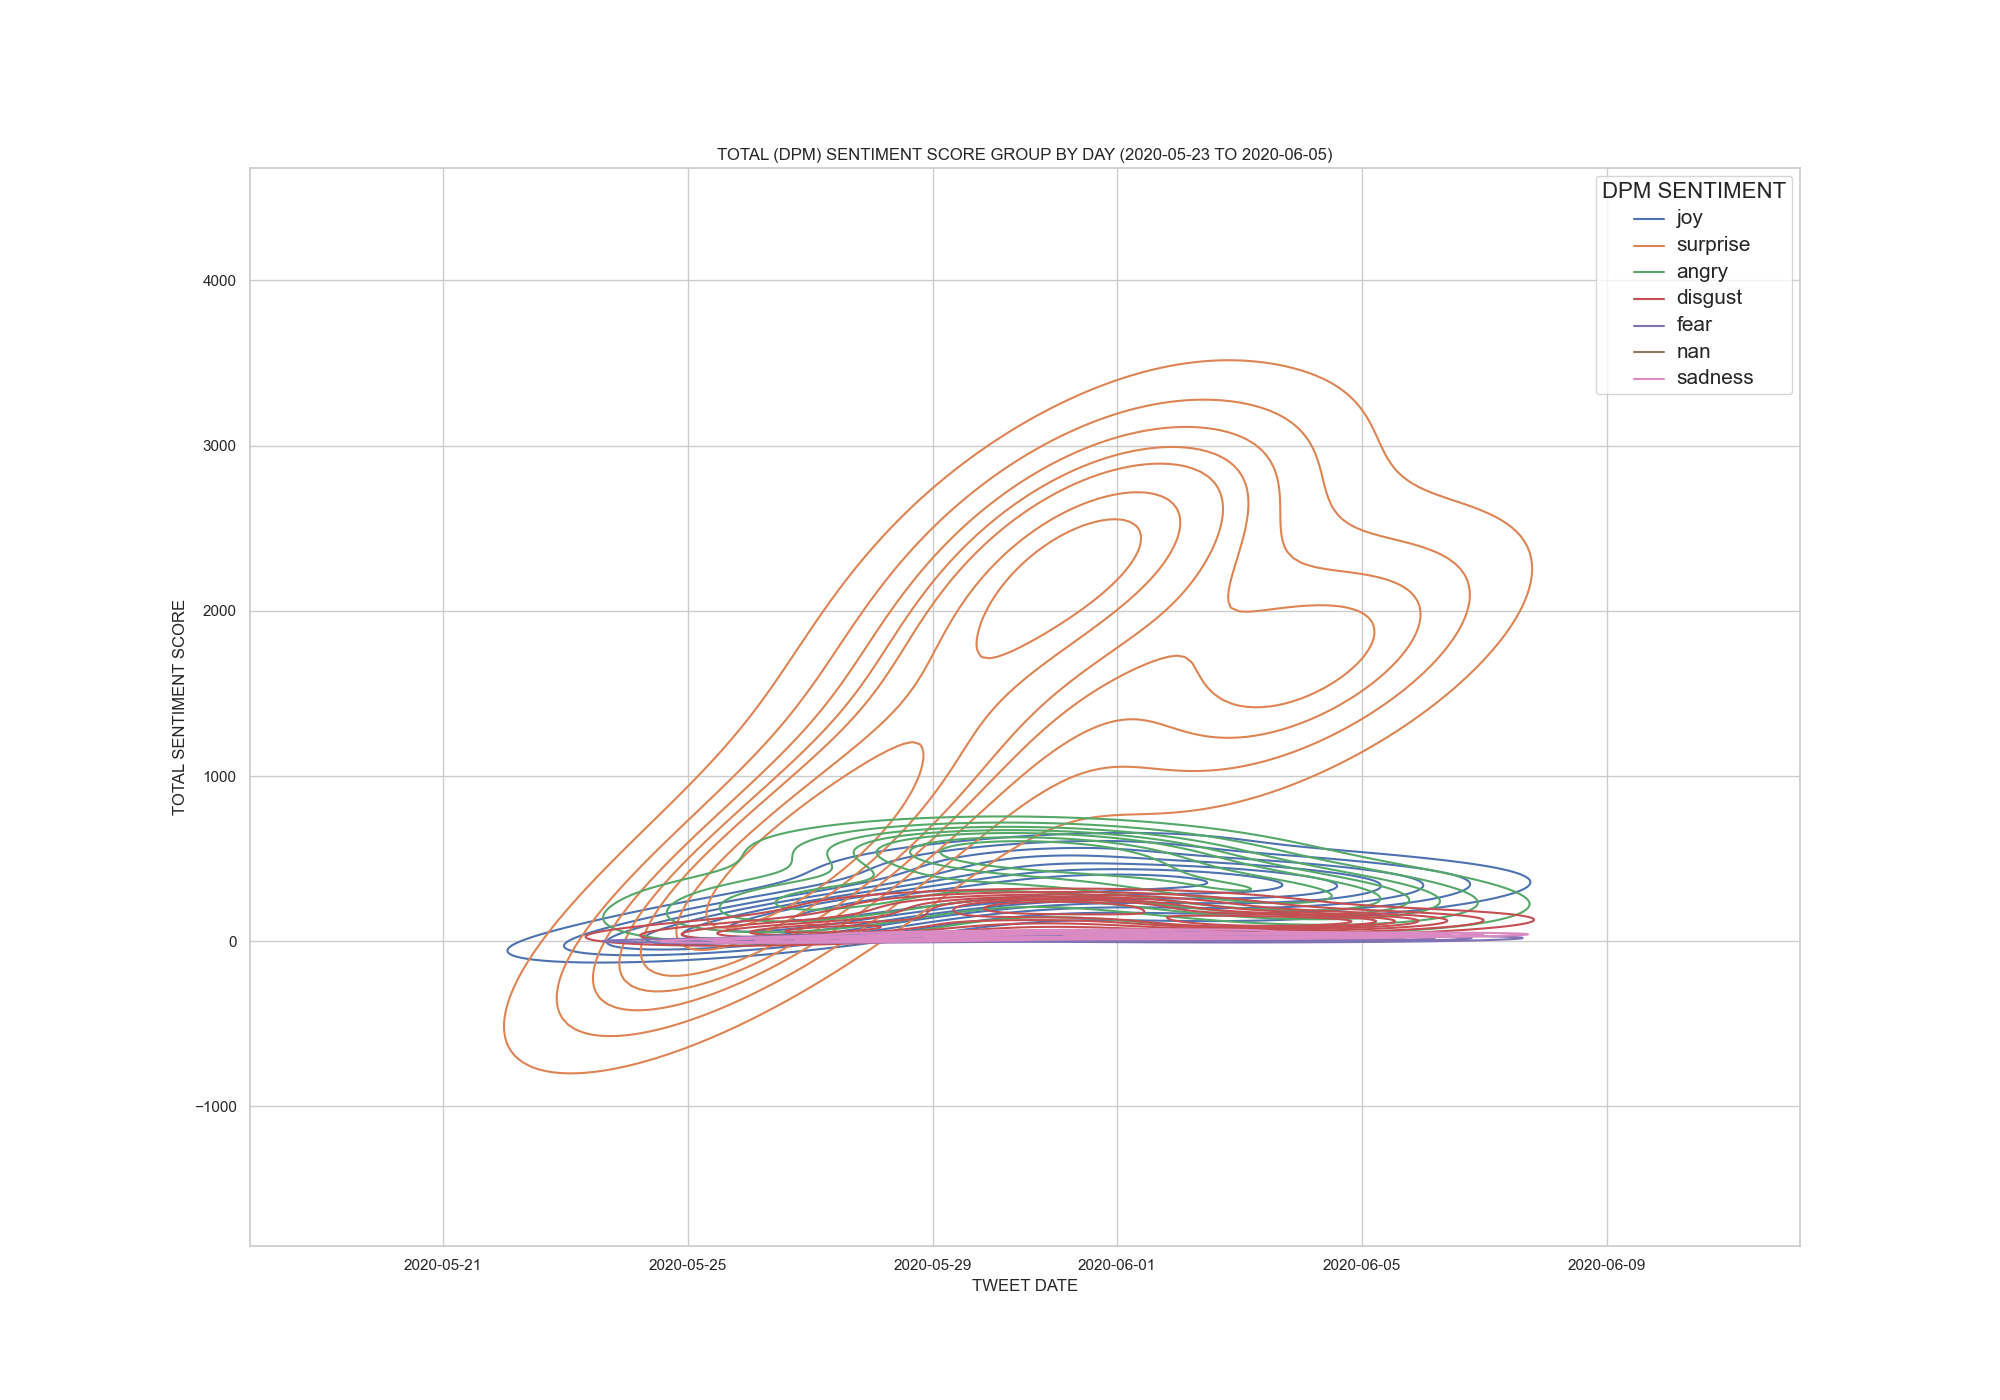 TOTAL (DPM) SENTIMENT SCORE GROUP BY DAY (2020-05-23 TO 2020-06-05)
DPM SENTIMENT
joy
surprise
angry
disgust
fear
nan
sadness
TOTAL SENTIMENT SCORE
4000
3000
2000
1000
0
−1000
2020-05-21 2020-05-25 2020-05-29 2020-06-01 2020-06-05 2020-06-09
TWEET DATE